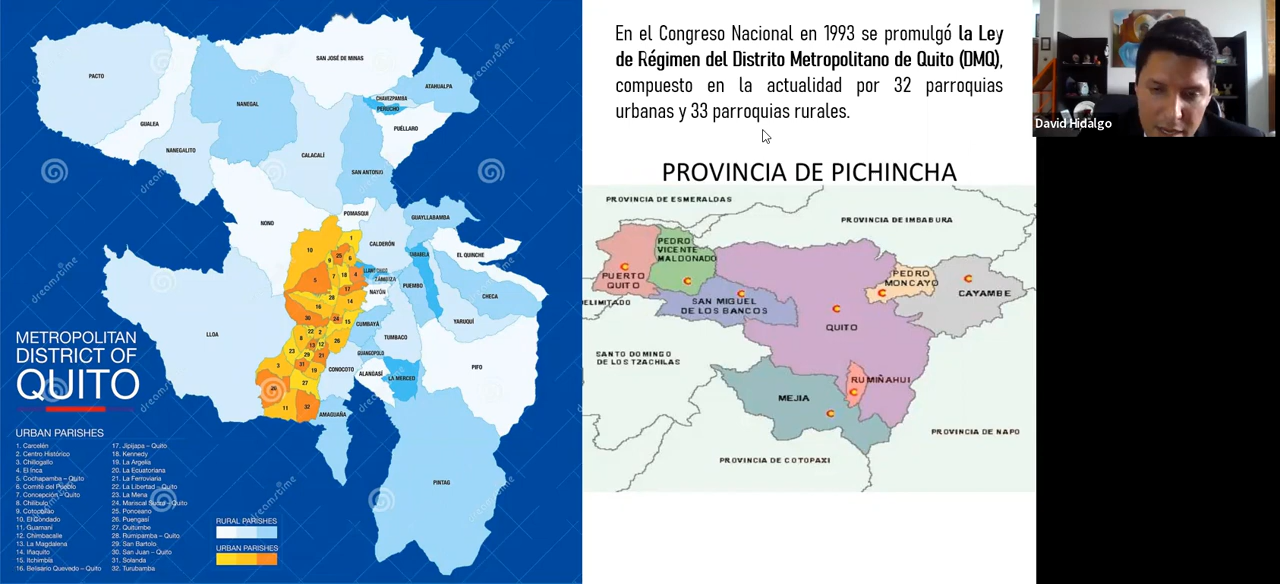 PACTO
SAN JOSÉ DE MINAS
ATAHUALPA
CHAVEZPAMBA
PERUCHO
NANEGAL
GUALEA
PUÉLLARO
NANEGALITO
CALACALÍ
SAN ANTONIO
NONO
POMASQUI
GUAYLLABAMBA
CALDERÓN
EL QUINCHE
LLANO CHICO
ZÁMBIZA
NAYÓN
PUEMBO
CHECA
YARUQUÍ
LLOA
CUMBAYÁ
TUMBACO
GUANGOPOLO
PIFO
CONOCOTO
ALANGASÍ
LA MERCED
AMAGUAÑA
PINTAG
METROPOLITAN
DISTRICT OF
QUITO
URBAN PARISHES
1. Carcelén
2. Centro Histórico
3. Chillogallo
4. El Inca
5. Cochapamba – Quito
6. Comité del Pueblo
7. Concepción – Quito
8. Chilibulo
9. Cotocollao
10. El Condado
11. Guamaní
12. Chimbacalle
13. La Magdalena
14. Iñaquito
15. Itchimbía
16. Belisario Quevedo – Quito
17. Jipijapa – Quito
18. Kennedy
19. La Argelia
20. La Ecuatoriana
21. La Ferroviaria
22. La Libertad – Quito
23. La Mena
24. Mariscal Sucre – Quito
25. Ponceano
26. Puengasí
27. Quitumbe
28. Rumipamba – Quito
29. San Bartolo
30. San Juan – Quito
31. Solanda
32. Turubamba
RURAL PARISHES
URBAN PARISHES
dreamstime
En el Congreso Nacional en 1993 se promulgó la Ley
de Régimen del Distrito Metropolitano de Quito (DMQ),
compuesto en la actualidad por 32 parroquias
urbanas y 33 parroquias rurales.
PROVINCIA DE PICHINCHA
PROVINCIA DE ESMERALDAS
PROVINCIA DE IMBABURA
PEDRO
VICENTE
MALDONADO
PUERTO
QUITO
PEDRO
MONCAYO
CAYAMBE
SAN MIGUEL
DE LOS BANCOS
QUITO
SANTO DOMINGO
DE LOS TZACHILAS
RUMIÑAHUI
MEJIA
PROVINCIA DE NAPO
PROVINCIA DE COTOPAXI
David Hidalgo